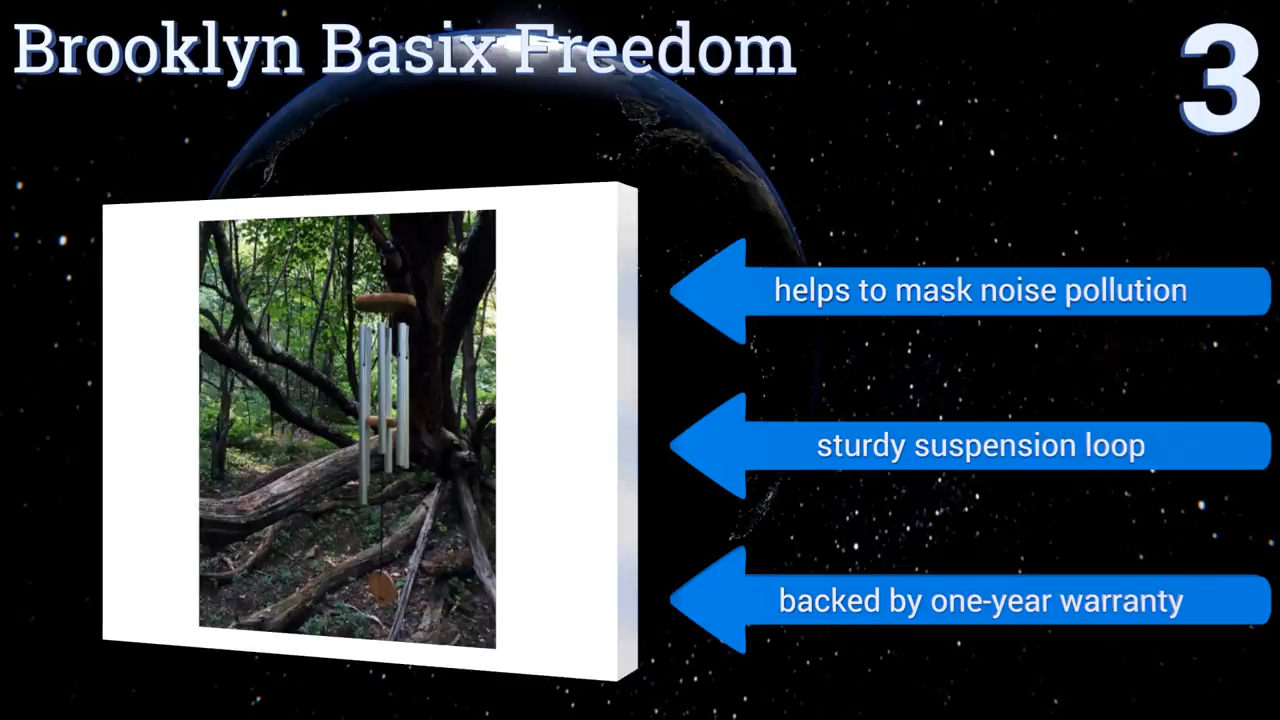 Brooklyn Basix Freedom
3
helps to mask noise pollution
sturdy suspension loop
backed by one-year warranty